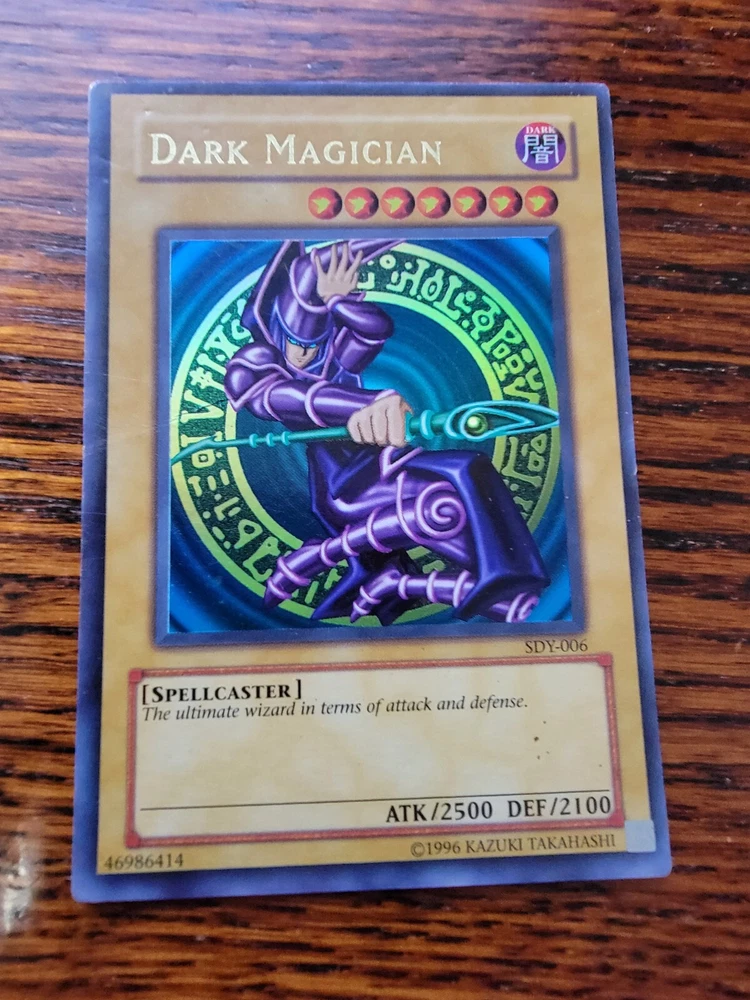 DARK MAGICIAN
DARK
闇
SDY-006
[SPELLCASTER]
The ultimate wizard in terms of attack and defense.
ATK/2500 DEF/2100
46986414
©1996 KAZUKI TAKAHASHI